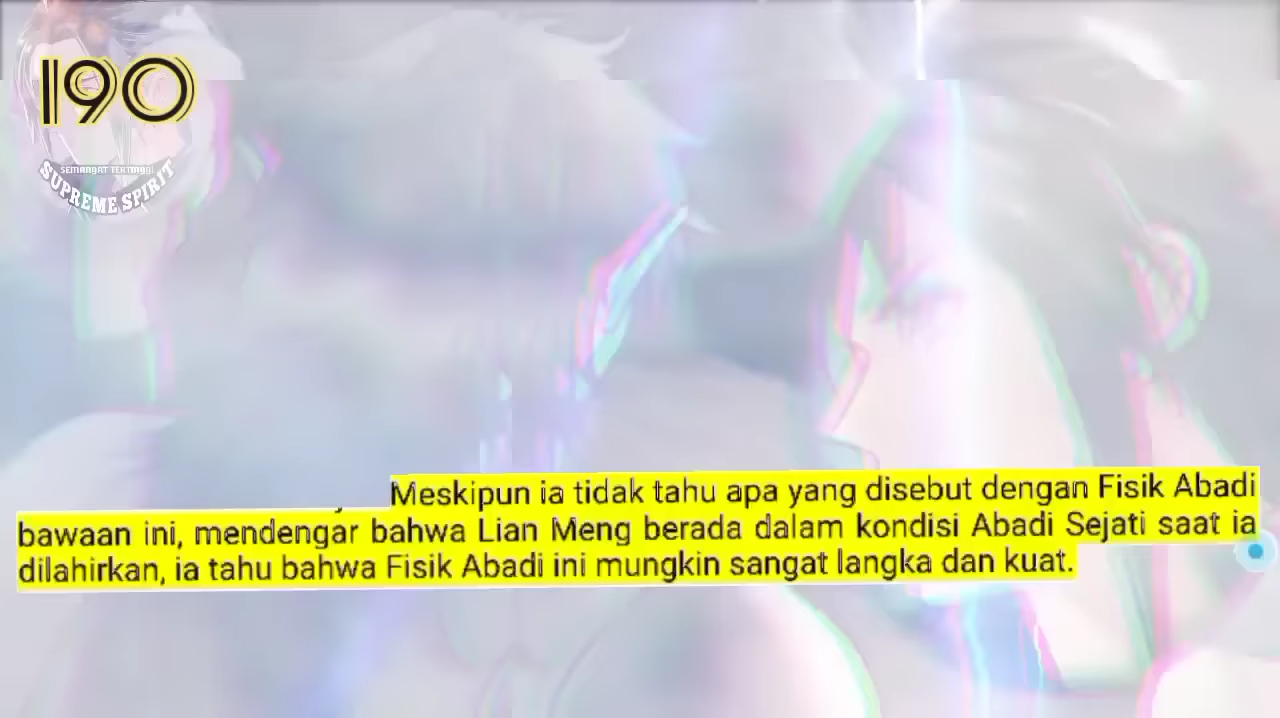 190
SEMANGAT TERTINGGI
SUPREME SPIRIT
Meskipun ia tidak tahu apa yang disebut dengan Fisik Abadi
bawaan ini, mendengar bahwa Lian Meng berada dalam kondisi Abadi Sejati saat ia
dilahirkan, ia tahu bahwa Fisik Abadi ini mungkin sangat langka dan kuat.